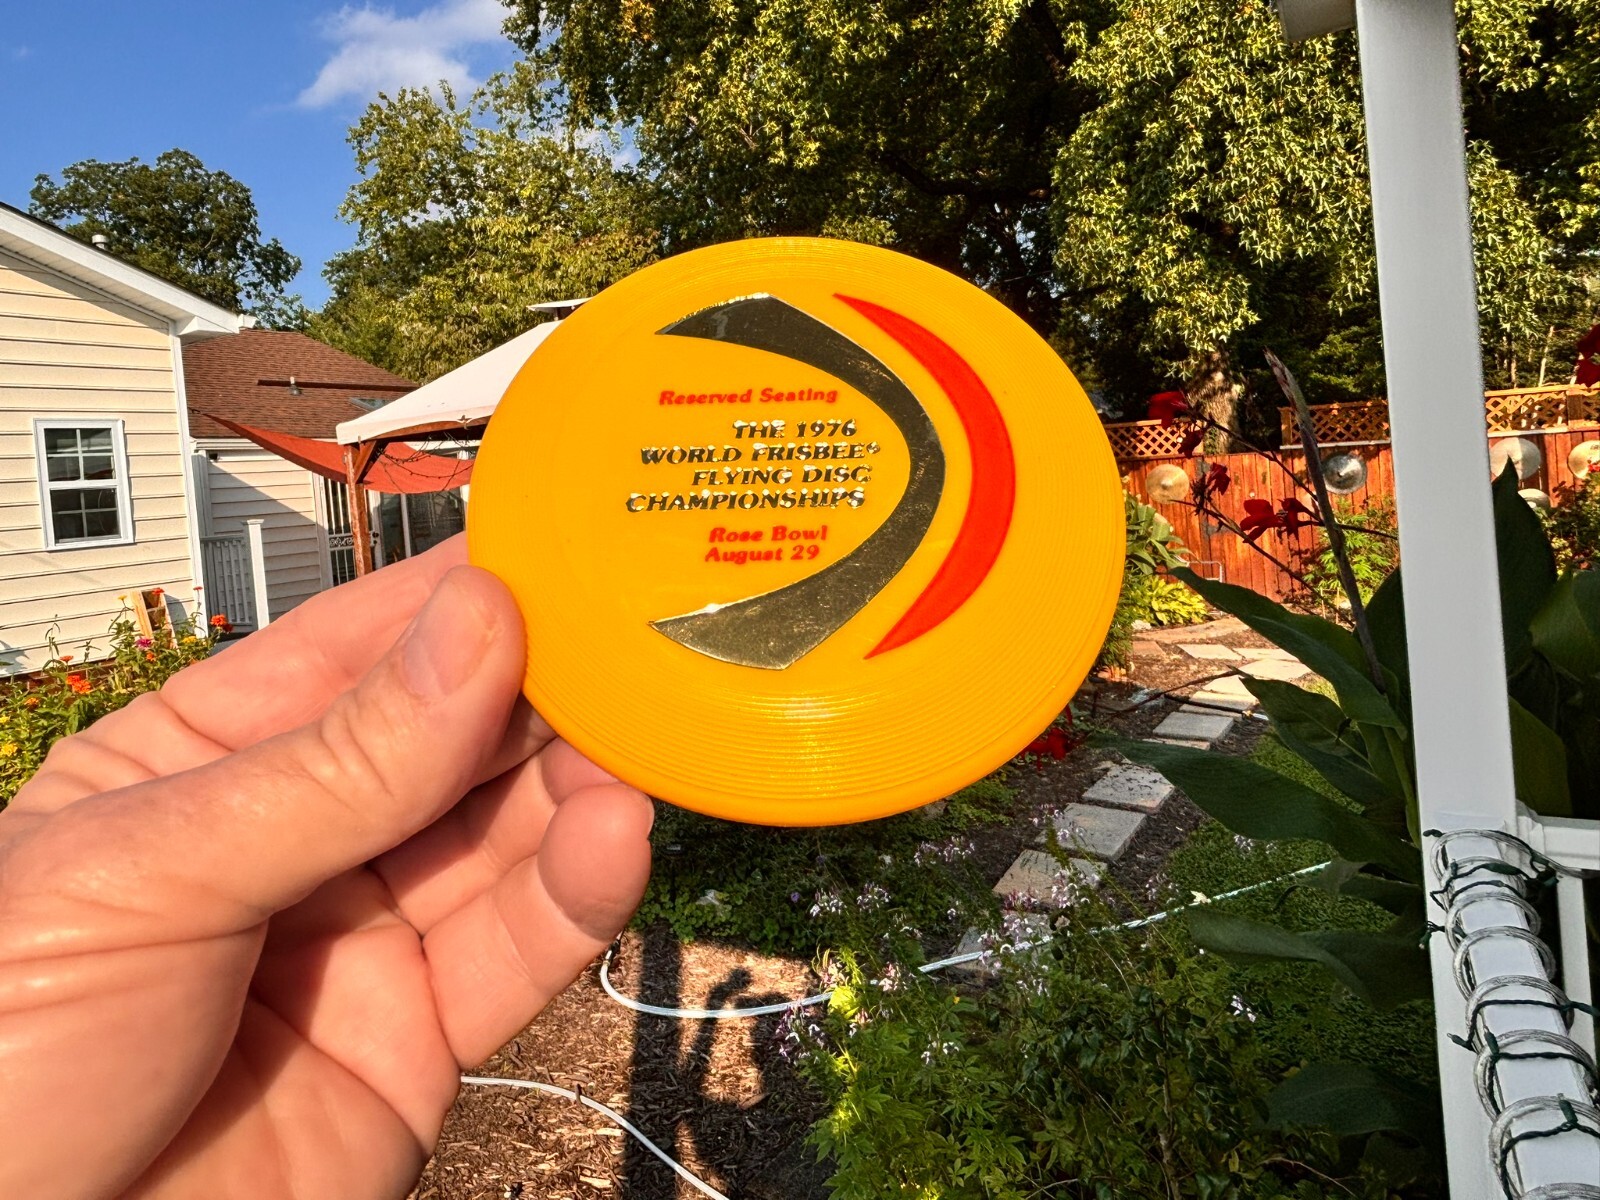 Reserved Seating
THE 1976
WORLD FRISBEE®
FLYING DISC
CHAMPIONSHIPS
Rose Bowl
August 29